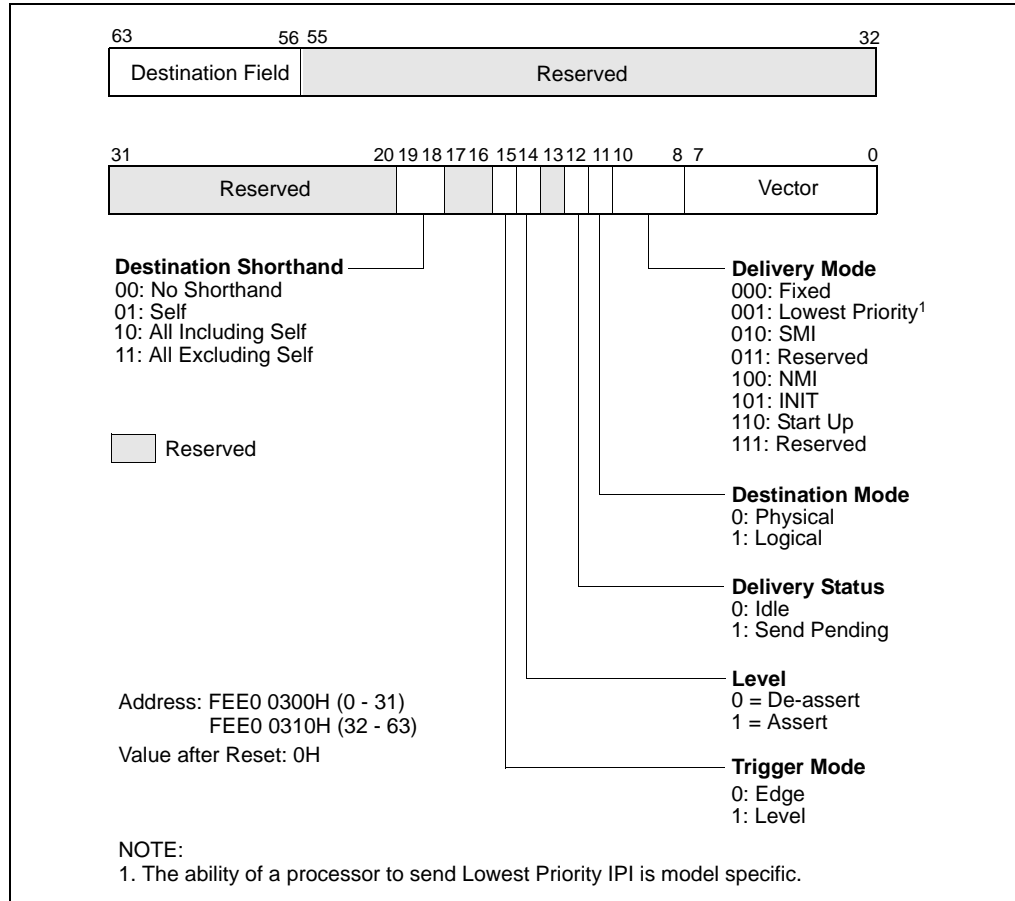 63 56 55 32
Destination Field Reserved
31 20 19 18 17 16 15 14 13 12 11 10 8 7 0
Reserved Vector
Destination Shorthand
00: No Shorthand
01: Self
10: All Including Self
11: All Excluding Self
Reserved
Delivery Mode
000: Fixed
001: Lowest Priority¹
010: SMI
011: Reserved
100: NMI
101: INIT
110: Start Up
111: Reserved
Destination Mode
0: Physical
1: Logical
Delivery Status
0: Idle
1: Send Pending
Level
0 = De-assert
1 = Assert
Trigger Mode
0: Edge
1: Level
Address: FEE0 0300H (0 - 31)
FEE0 0310H (32 - 63)
Value after Reset: 0H
NOTE:
1. The ability of a processor to send Lowest Priority IPI is model specific.